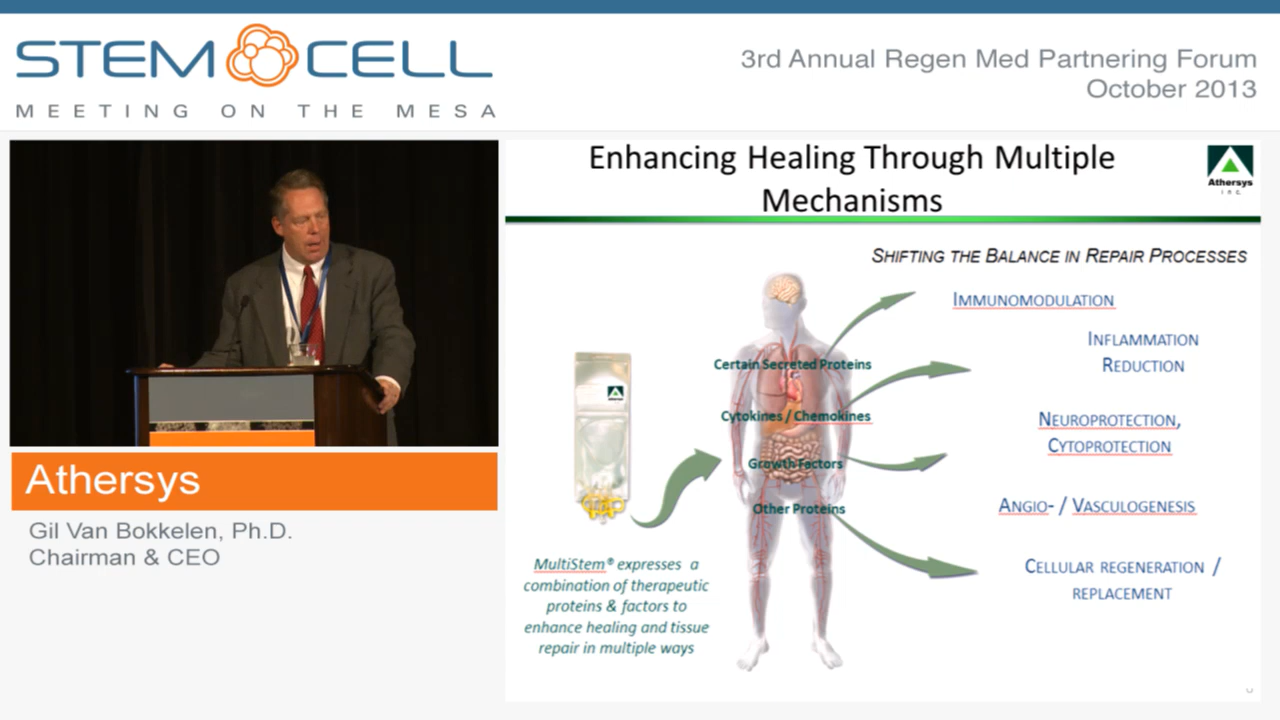 STEM CELL
MEETING ON THE MESA
3rd Annual Regen Med Partnering Forum
October 2013
Enhancing Healing Through Multiple
Mechanisms
Athersys
INC.
SHIFTING THE BALANCE IN REPAIR PROCESSES
IMMUNOMODULATION
INFLAMMATION
REDUCTION
Certain Secreted Proteins
Cytokines / Chemokines
NEUROPROTECTION,
CYTOPROTECTION
Growth Factors
Other Proteins
ANGIO- / VASCULOGENESIS
CELLULAR REGENERATION /
REPLACEMENT
Athersys
MultiStem® expresses a
combination of therapeutic
proteins & factors to
enhance healing and tissue
repair in multiple ways
Athersys
Gil Van Bokkelen, Ph.D.
Chairman & CEO